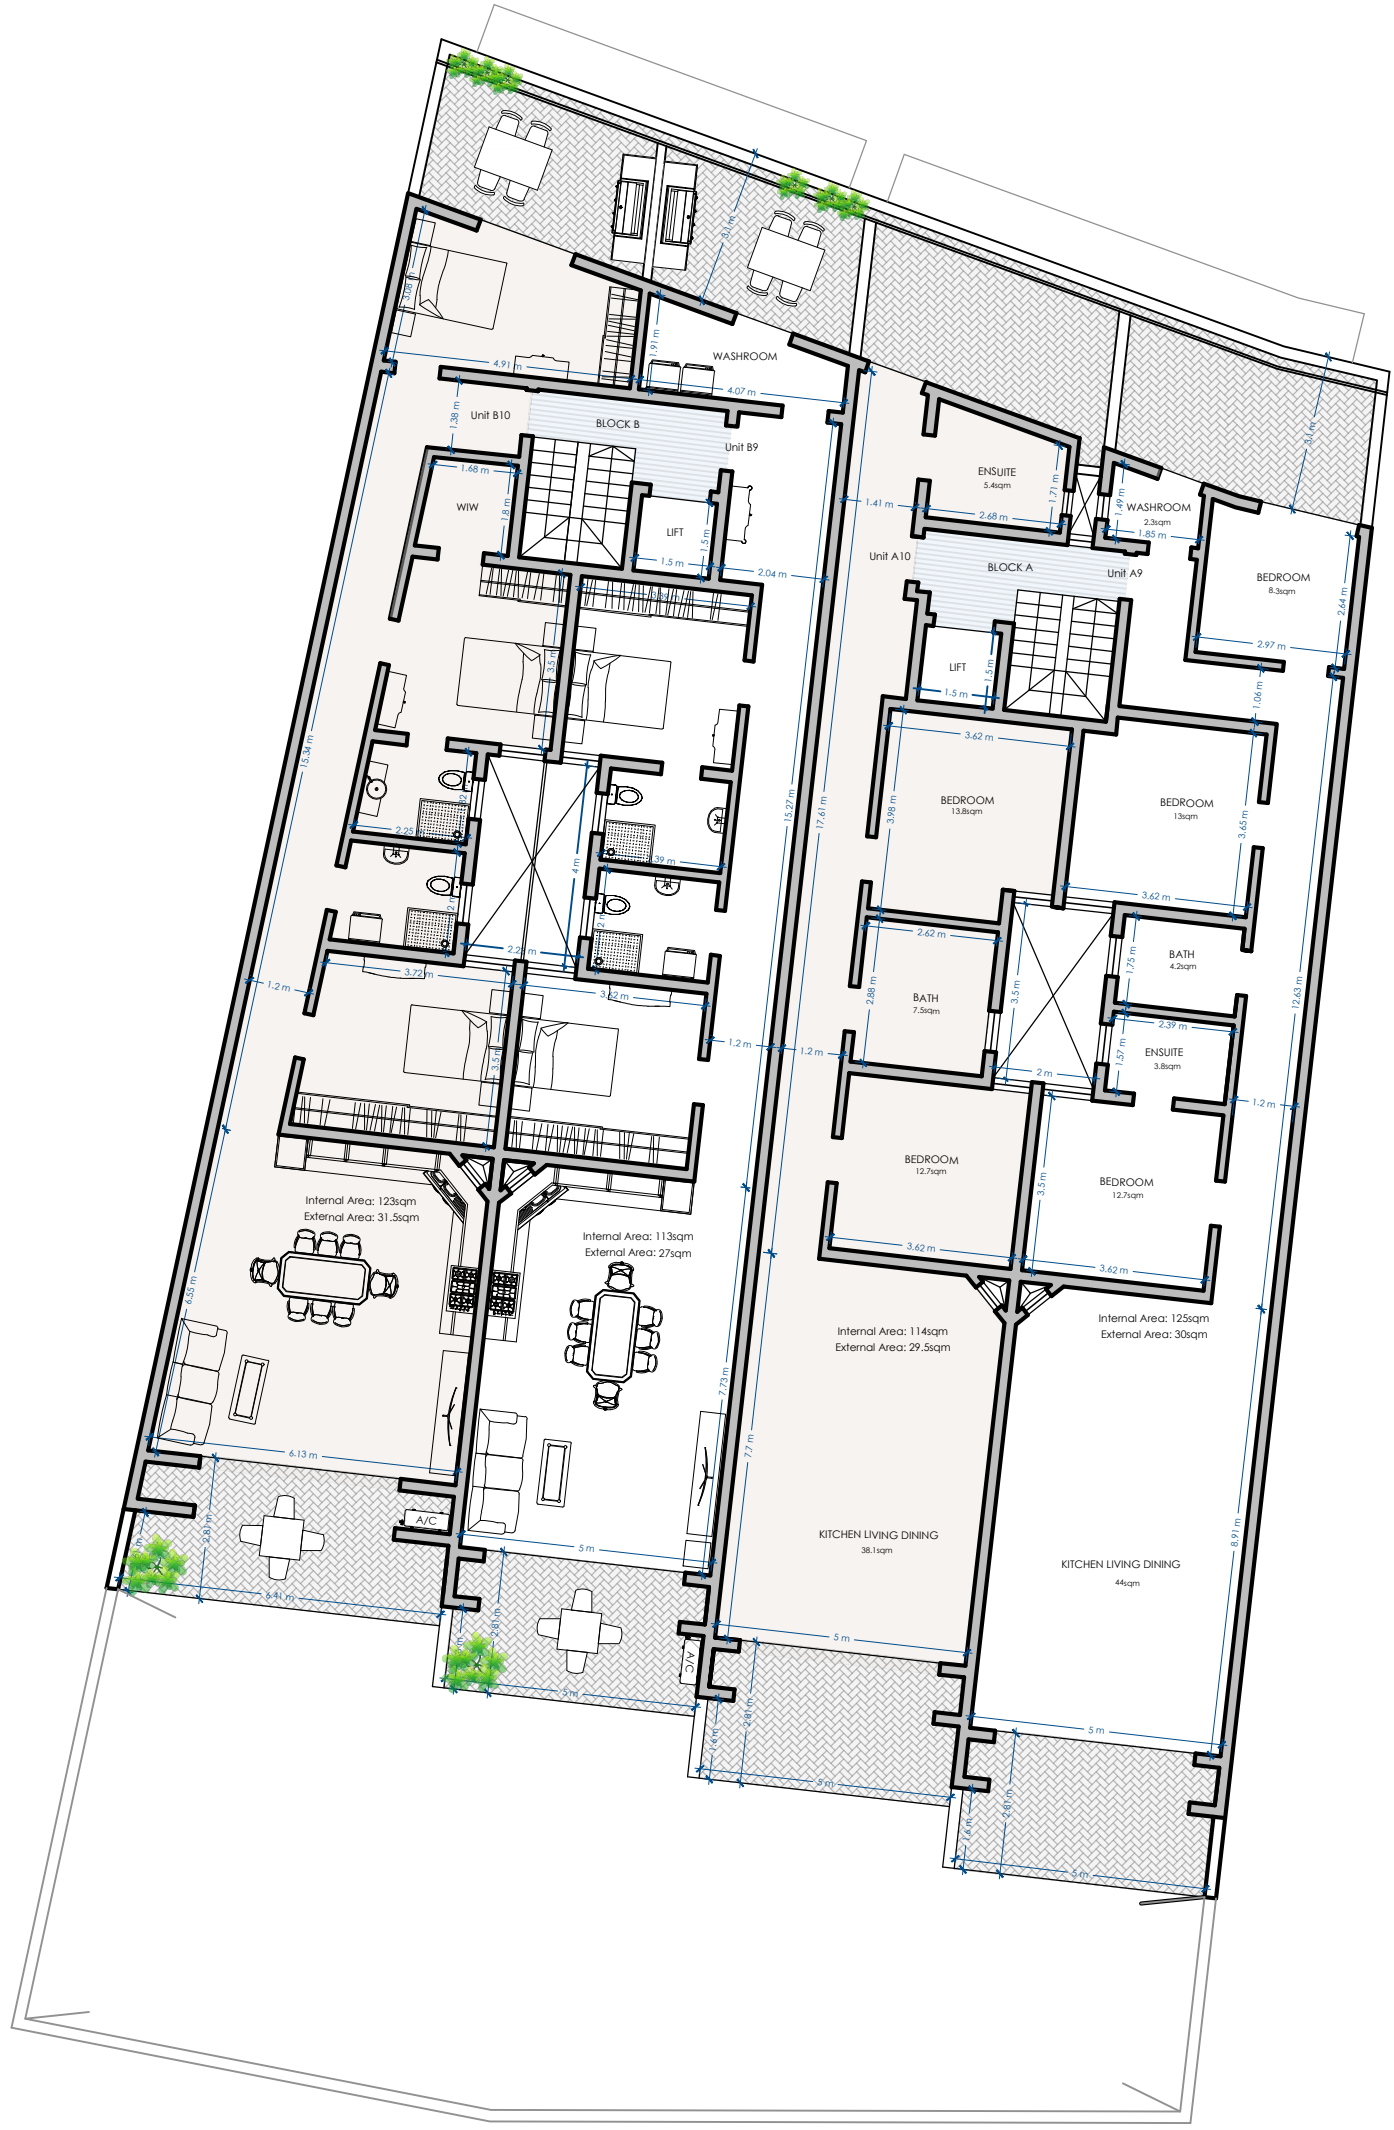 3.1 m
3.08 m
1.91 m
WASHROOM
4.91 m
4.07 m
Unit B10
BLOCK B
Unit B9
1.38 m
1.68 m
WIW
1.8 m
LIFT
1.5 m
1.5 m
2.04 m
3.5 m
15.34 m
15.27 m
17.61 m
4 m
3.72 m
3.62 m
1.2 m
1.2 m
3.5 m
Internal Area: 123sqm
External Area: 31.5sqm
Internal Area: 113sqm
External Area: 27sqm
6.55 m
7.73 m
6.13 m
A/C
2.81 m
5 m
6.41 m
2.81 m
A/C
5 m
3.1 m
ENSUITE
5.4sqm
1.71 m
1.49 m
WASHROOM
2.3sqm
1.85 m
1.41 m
2.68 m
Unit A10
BLOCK A
Unit A9
BEDROOM
8.3sqm
2.64 m
2.97 m
LIFT
1.5 m
1.5 m
1.06 m
3.62 m
BEDROOM
13.8sqm
3.98 m
BEDROOM
13sqm
3.65 m
3.62 m
2.62 m
BATH
7.5sqm
2.88 m
3.5 m
1.75 m
BATH
4.2sqm
2.39 m
ENSUITE
3.8sqm
1.57 m
2 m
12.63 m
1.2 m
1.2 m
BEDROOM
12.7sqm
3.5 m
BEDROOM
12.7sqm
3.62 m
3.62 m
Internal Area: 114sqm
External Area: 29.5sqm
Internal Area: 125sqm
External Area: 30sqm
7.7 m
KITCHEN LIVING DINING
38.1sqm
8.91 m
KITCHEN LIVING DINING
44sqm
5 m
2.81 m
1.6 m
5 m
5 m
2.81 m
1.6 m
5 m